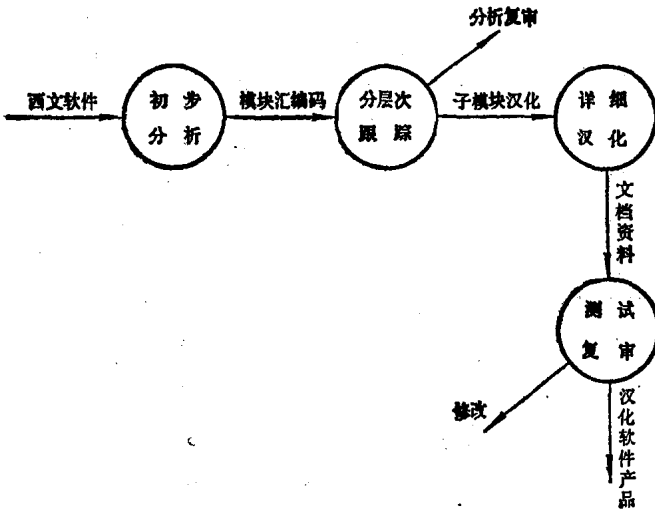 分析复审
西文软件
初步
分析
模块汇编码
分层次
跟踪
子模块汉化
详细
汉化
文档资料
测试
复审
修改
汉化软件产品